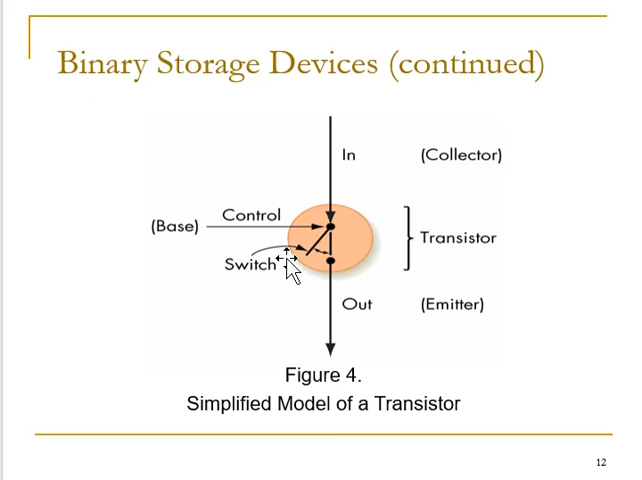 Binary Storage Devices (continued)
In (Collector)
Control
(Base)
Transistor
Switch
Out (Emitter)
Figure 4.
Simplified Model of a Transistor
12